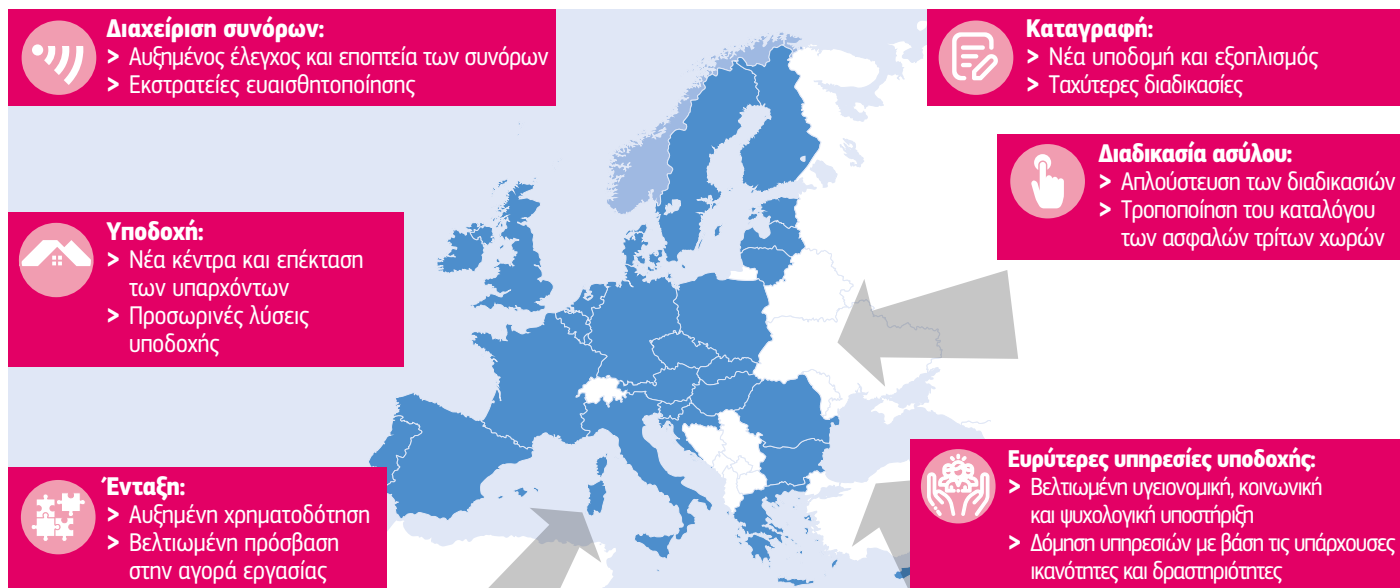 Διαχείριση συνόρων:
> Αυξημένος έλεγχος και εποπτεία των συνόρων
> Εκστρατείες ευαισθητοποίησης
Καταγραφή:
> Νέα υποδομή και εξοπλισμός
> Ταχύτερες διαδικασίες
Διαδικασία ασύλου:
> Απλούστευση των διαδικασιών
> Τροποποίηση του καταλόγου
των ασφαλών τρίτων χωρών
Υποδοχή:
> Νέα κέντρα και επέκταση
των υπαρχόντων
> Προσωρινές λύσεις
υποδοχής
Ένταξη:
> Αυξημένη χρηματοδότηση
> Βελτιωμένη πρόσβαση
στην αγορά εργασίας
Ευρύτερες υπηρεσίες υποδοχής:
> Βελτιωμένη υγειονομική, κοινωνική
και ψυχολογική υποστήριξη
> Δόμηση υπηρεσιών με βάση τις υπάρχουσες
ικανότητες και δραστηριότητες